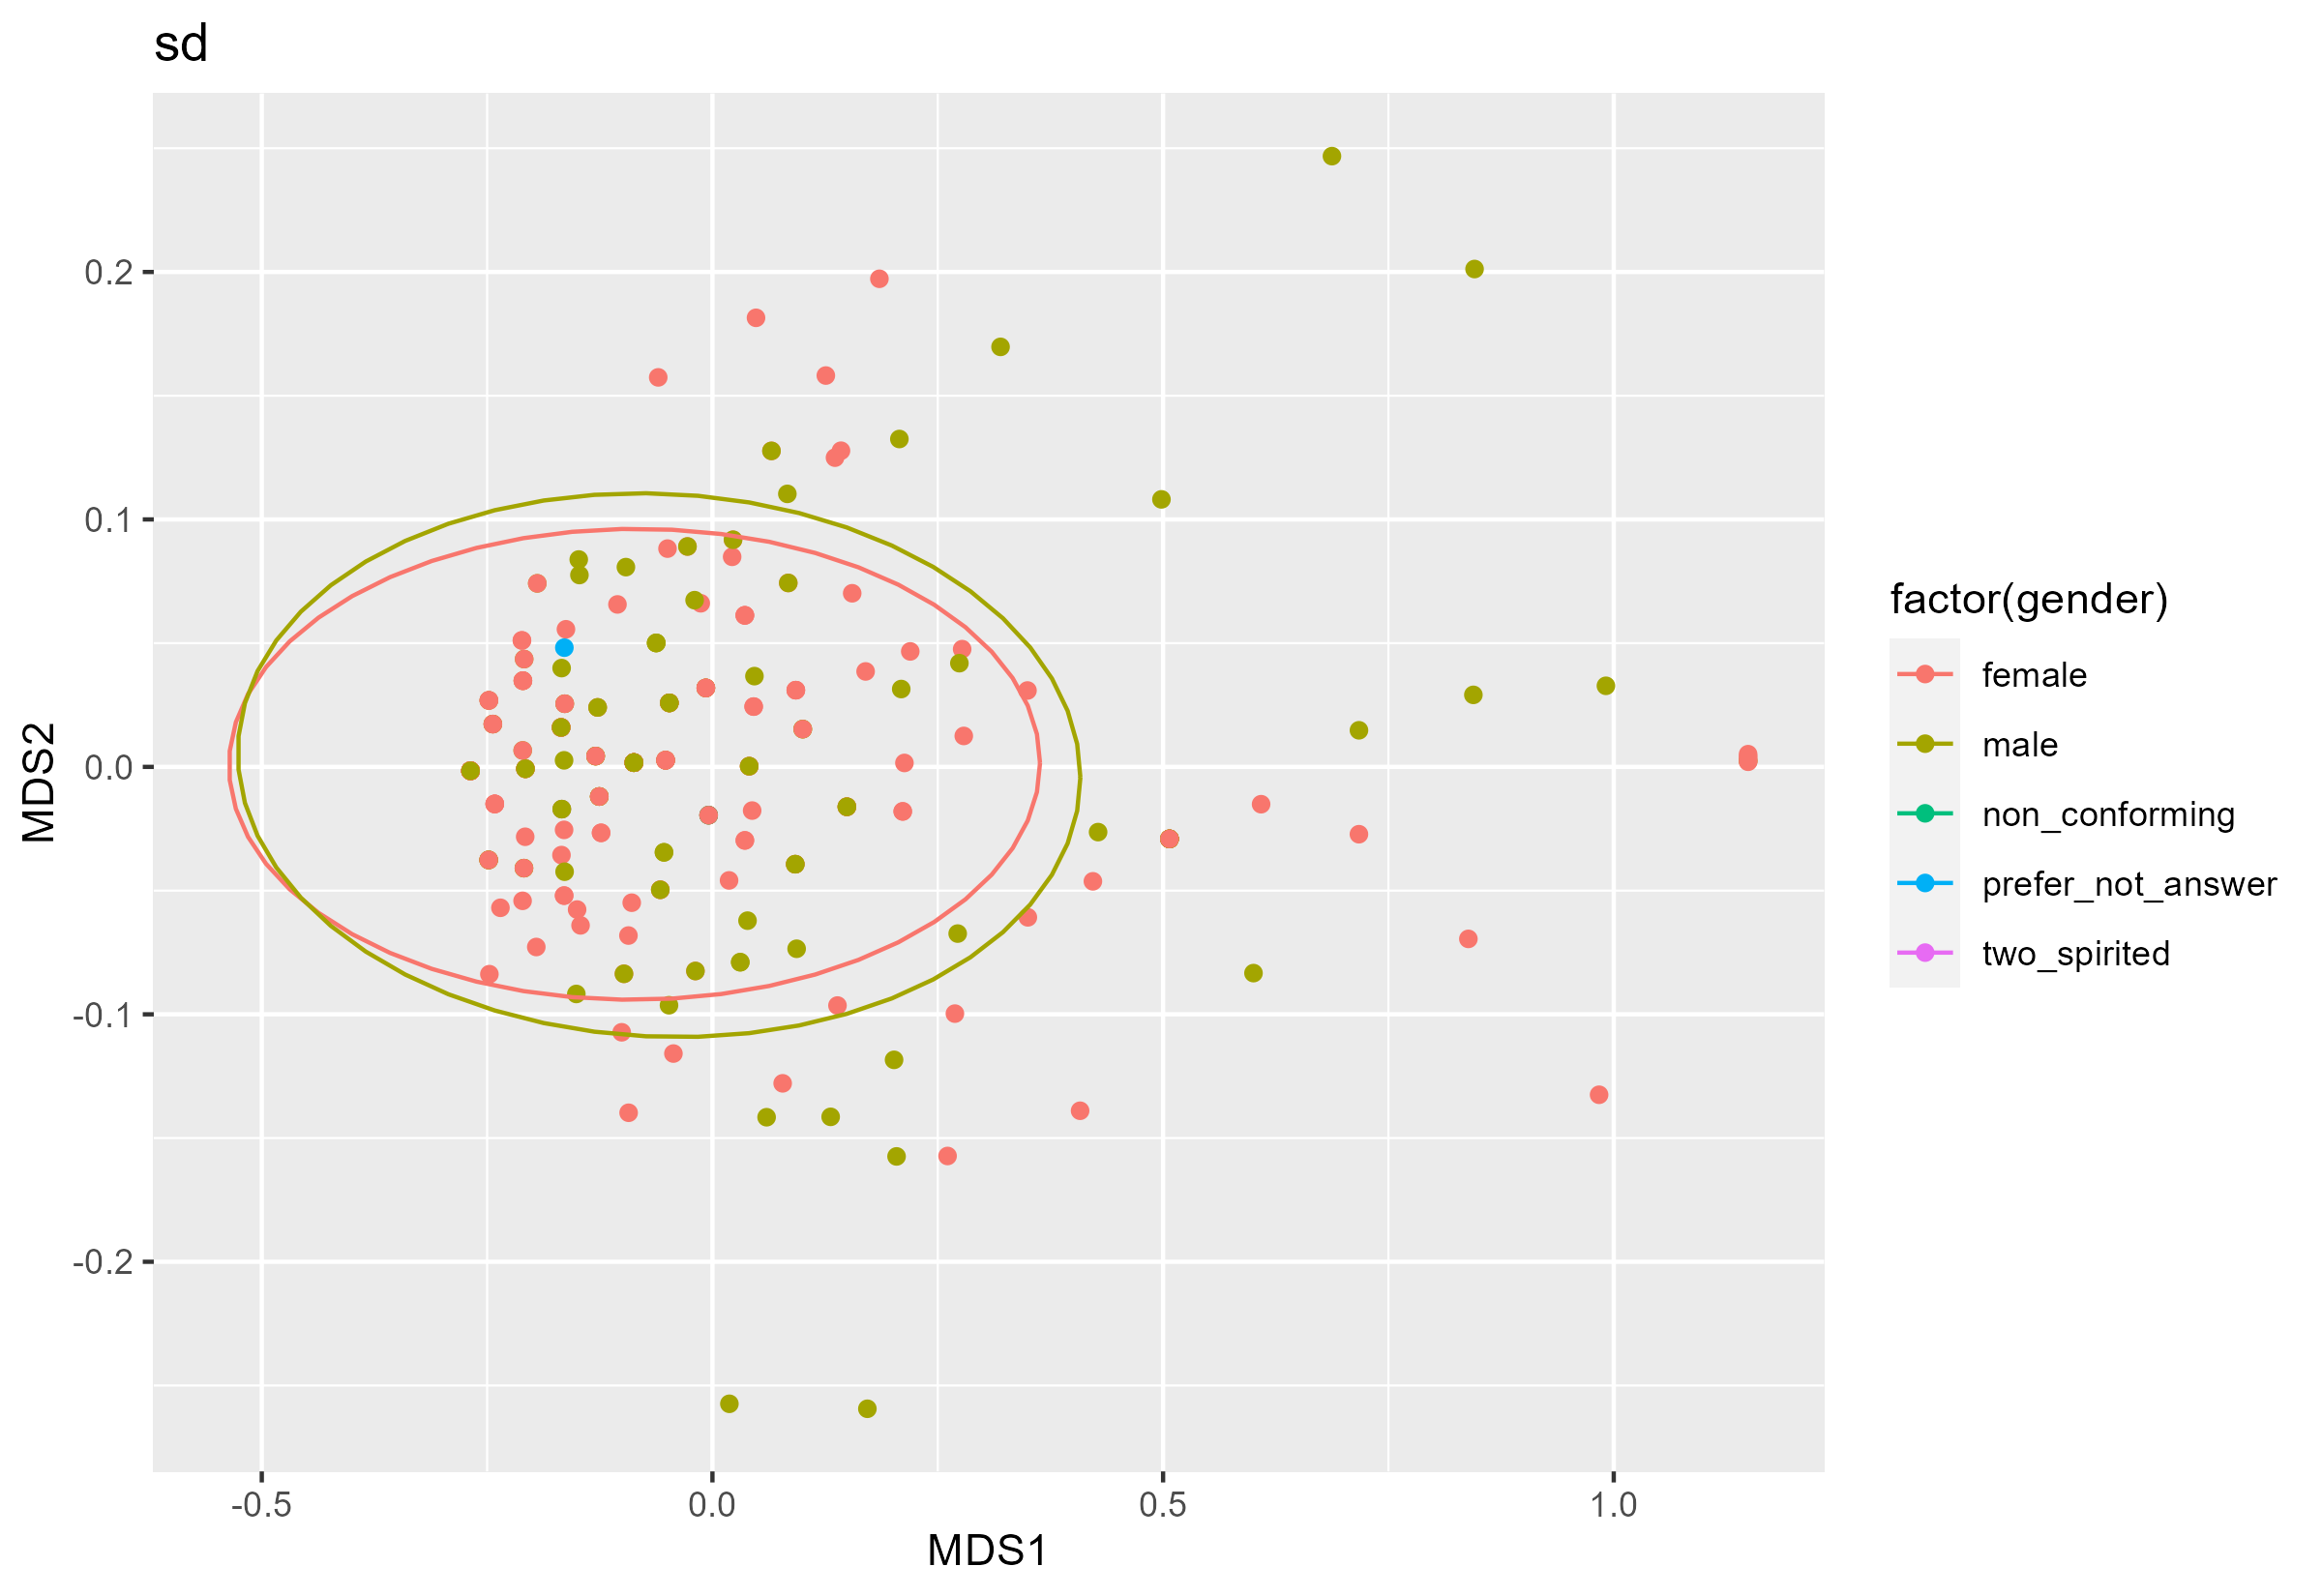 sd
0.2
0.1
0.0
-0.1
-0.2
MDS2
-0.5
0.0
0.5
1.0
MDS1
factor(gender)
female
male
non_conforming
prefer_not_answer
two_spirited